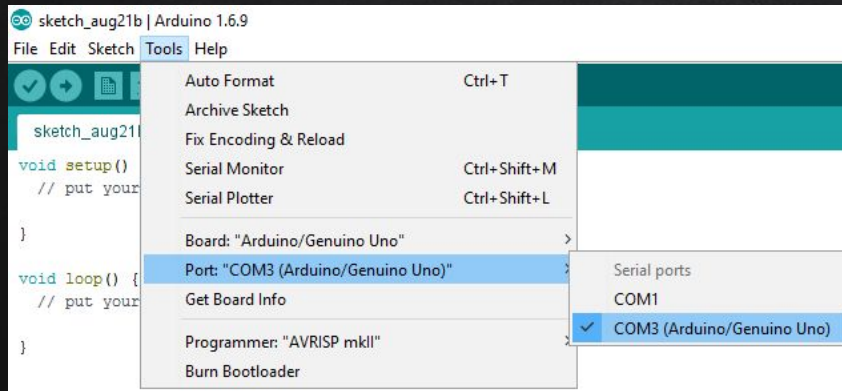 sketch_aug21b | Arduino 1.6.9
File Edit Sketch Tools Help
sketch_aug21
void setup()
// put your
}
void loop() {
// put your
}
Auto Format Ctrl+T
Archive Sketch
Fix Encoding & Reload
Serial Monitor Ctrl+Shift+M
Serial Plotter Ctrl+Shift+L
Board: "Arduino/Genuino Uno"
Port: "COM3 (Arduino/Genuino Uno)"
Get Board Info
Programmer: "AVRISP mkII"
Burn Bootloader
Serial ports
COM1
COM3 (Arduino/Genuino Uno)